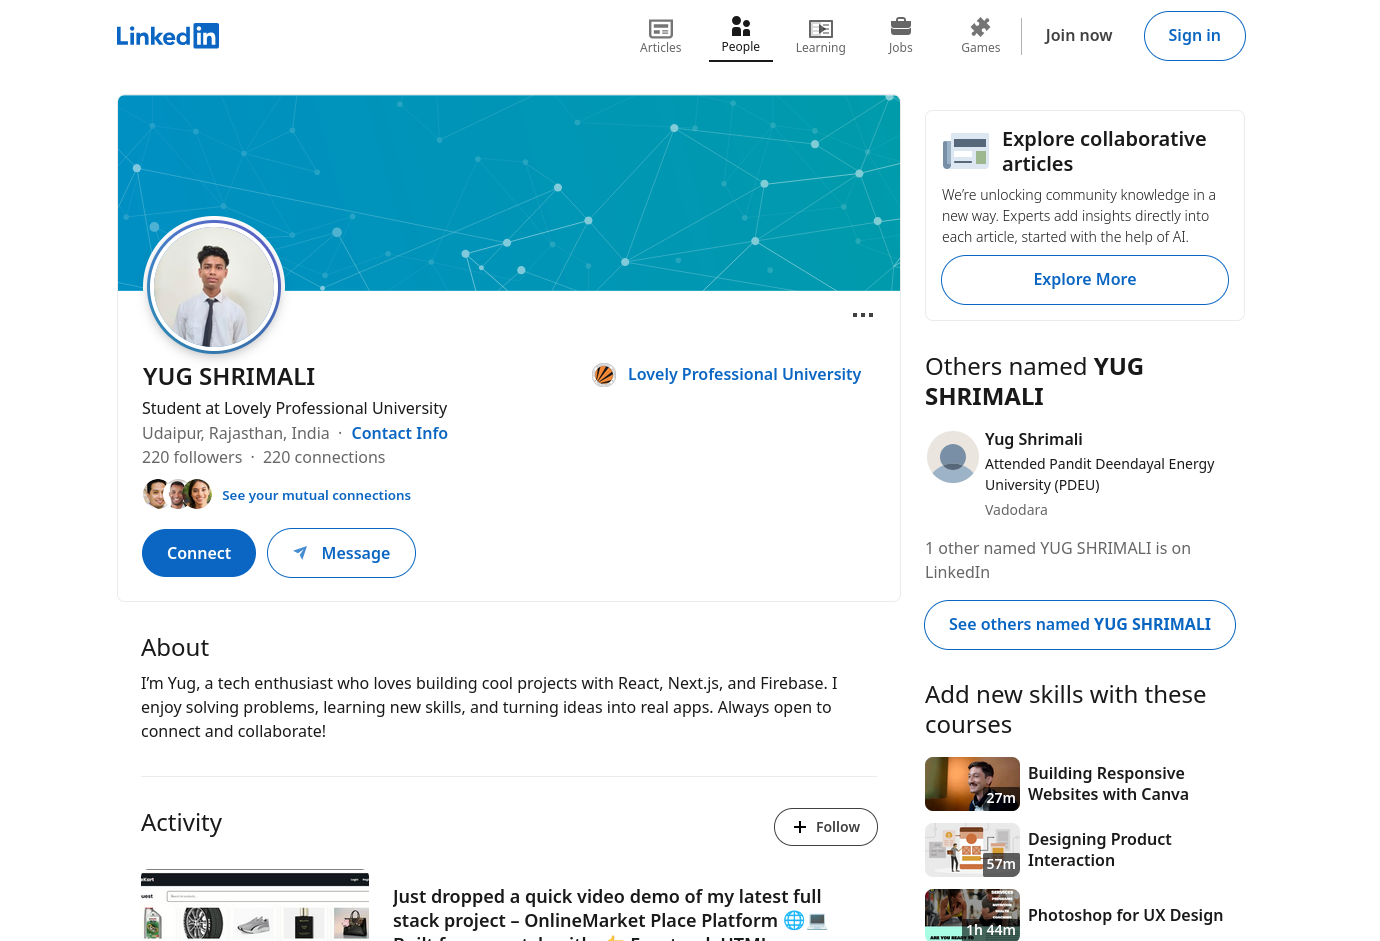 LinkedIn
Articles
People
Learning
Jobs
Games
Join now
Sign in
YUG SHRIMALI
Lovely Professional University
Student at Lovely Professional University
Udaipur, Rajasthan, India · Contact Info
220 followers · 220 connections
See your mutual connections
Connect
Message
About
I'm Yug, a tech enthusiast who loves building cool projects with React, Next.js, and Firebase. I
enjoy solving problems, learning new skills, and turning ideas into real apps. Always open to
connect and collaborate!
Activity
Follow
Just dropped a quick video demo of my latest full
stack project – OnlineMarket Place Platform 🌐💻
Explore collaborative
articles
We're unlocking community knowledge in a
new way. Experts add insights directly into
each article, started with the help of AI.
Explore More
Others named YUG
SHRIMALI
Yug Shrimali
Attended Pandit Deendayal Energy
University (PDEU)
Vadodara
1 other named YUG SHRIMALI is on
LinkedIn
See others named YUG SHRIMALI
Add new skills with these
courses
27m
Building Responsive
Websites with Canva
57m
Designing Product
Interaction
1h 44m
Photoshop for UX Design